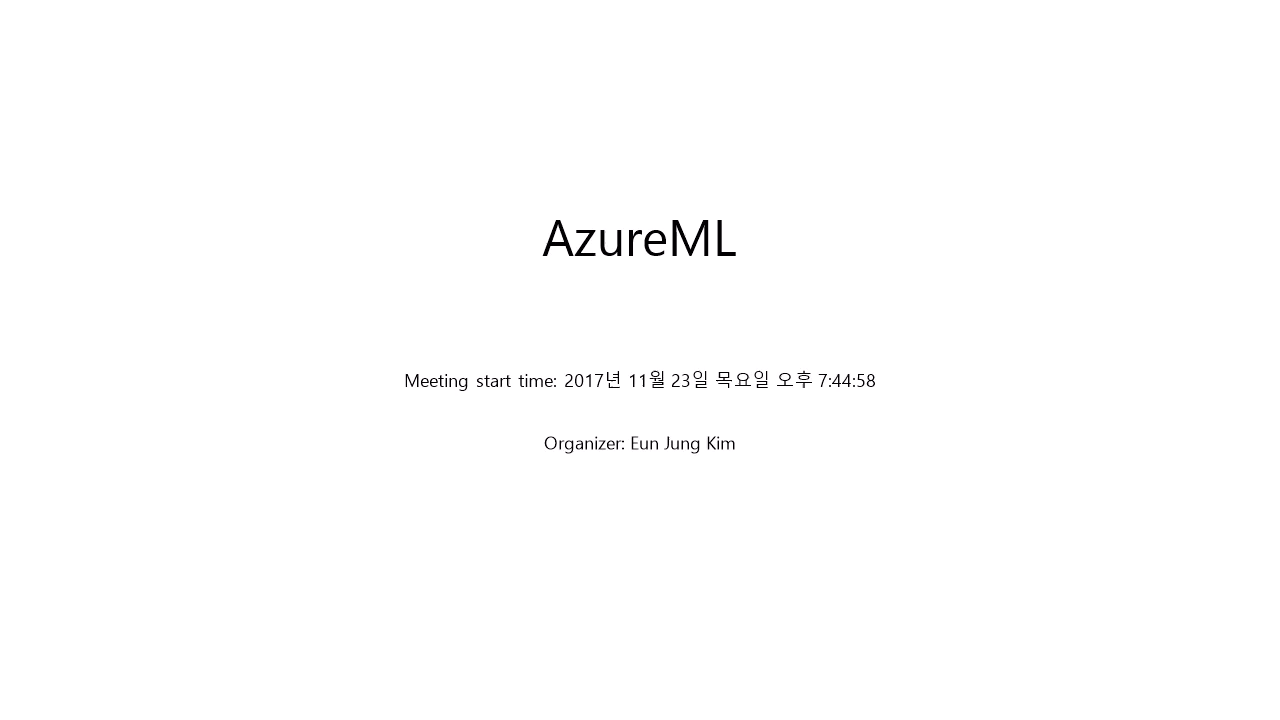 AzureML
Meeting start time: 2017년 11월 23일 목요일 오후 7:44:58
Organizer: Eun Jung Kim